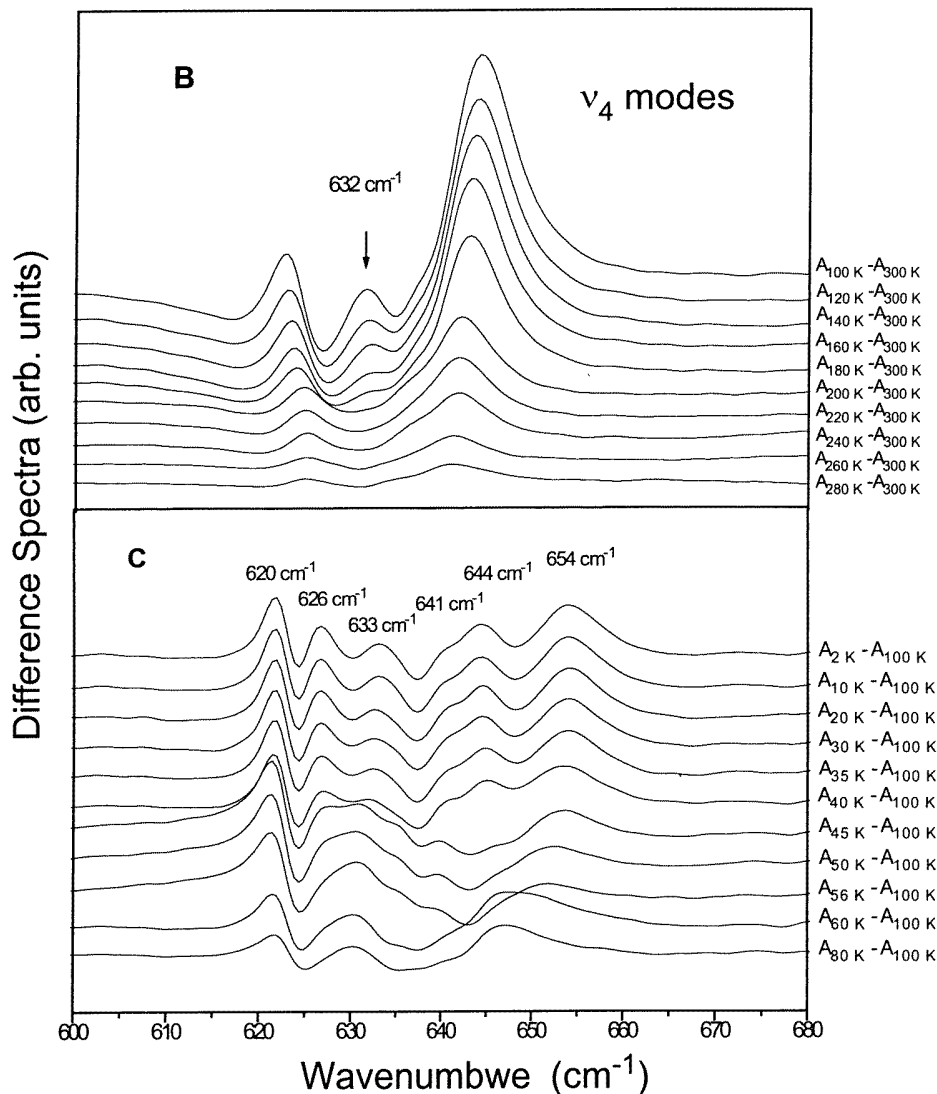 Difference Spectra (arb. units)
B
ν4 modes
632 cm-1
A100 K -A300 K
A120 K -A300 K
A140 K -A300 K
A160 K -A300 K
A180 K -A300 K
A200 K -A300 K
A220 K -A300 K
A240 K -A300 K
A260 K -A300 K
A280 K -A300 K
C
620 cm-1
626 cm-1
633 cm-1
641 cm-1
644 cm-1
654 cm-1
A2 K - A100 K
A10 K - A100 K
A20 K - A100 K
A30 K - A100 K
A35 K - A100 K
A40 K - A100 K
A45 K - A100 K
A50 K - A100 K
A56 K - A100 K
A60 K - A100 K
A80 K - A100 K
600 620 630 640 650 660 670 680
Wavenumbwe (cm-1)